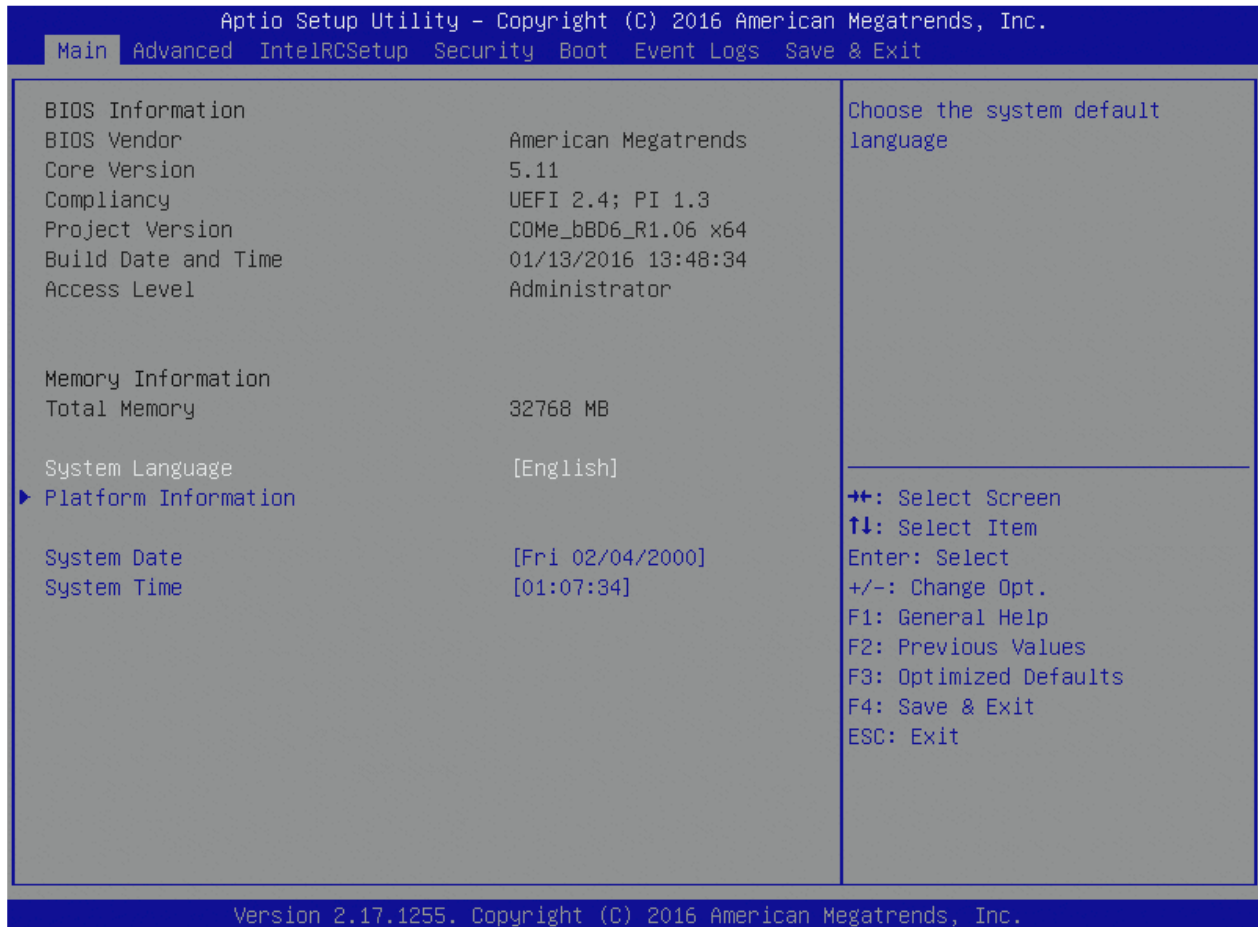 Aptio Setup Utility – Copyright (C) 2016 American Megatrends, Inc.
Main Advanced IntelRCSetup Security Boot Event Logs Save & Exit
BIOS Information
BIOS Vendor American Megatrends
Core Version 5.11
Compliancy UEFI 2.4; PI 1.3
Project Version COMe_bBD6_R1.06 x64
Build Date and Time 01/13/2016 13:48:34
Access Level Administrator
Memory Information
Total Memory 32768 MB
System Language [English]
Platform Information
System Date [Fri 02/04/2000]
System Time [01:07:34]
Choose the system default
language
→←: Select Screen
↑↓: Select Item
Enter: Select
+/-: Change Opt.
F1: General Help
F2: Previous Values
F3: Optimized Defaults
F4: Save & Exit
ESC: Exit
Version 2.17.1255. Copyright (C) 2016 American Megatrends, Inc.